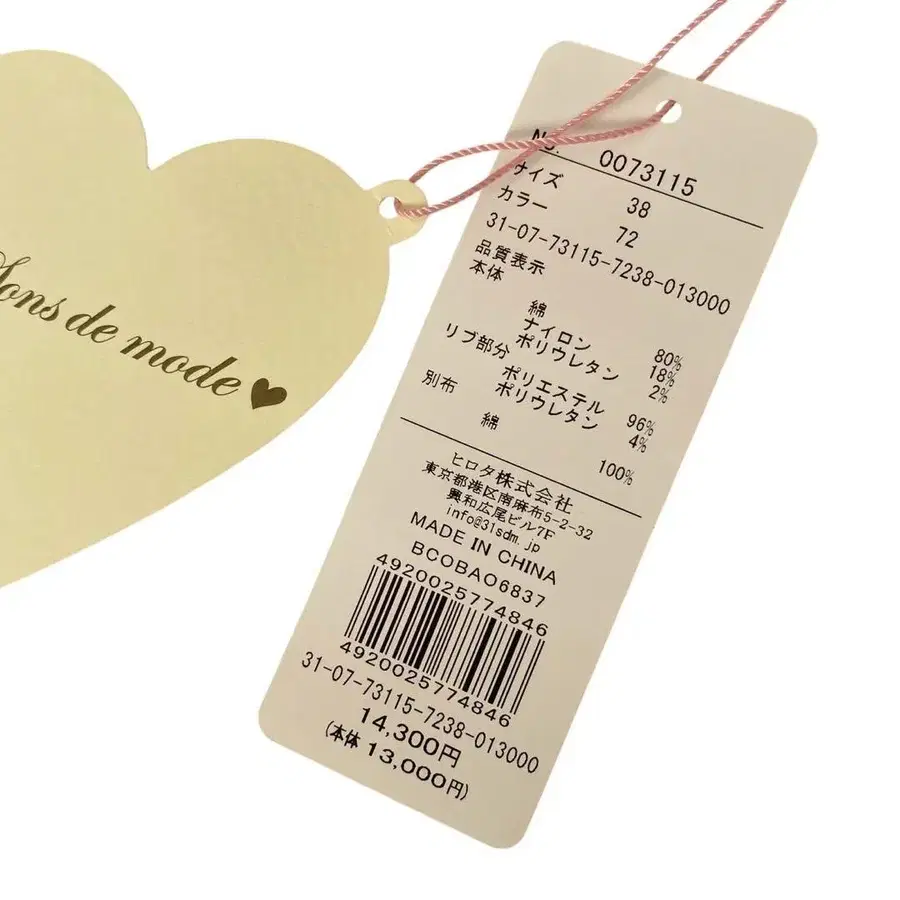 Sons de mode ♥
No. 0073115
サイズ 38
カラー 72
31-07-73115-7238-013000
品質表示
本体
綿 80%
ナイロン 18%
ポリウレタン 2%
リブ部分
ポリエステル 96%
ポリウレタン 4%
別布
綿 100%
ヒロタ株式会社
東京都港区南麻布5-2-32
興和広尾ビル7F
info@31sdm.jp
MADE IN CHINA
BCOBAO6837
4920025774846
4920025774846
31-07-73115-7238-013000
14,300円
(本体 13,000円)